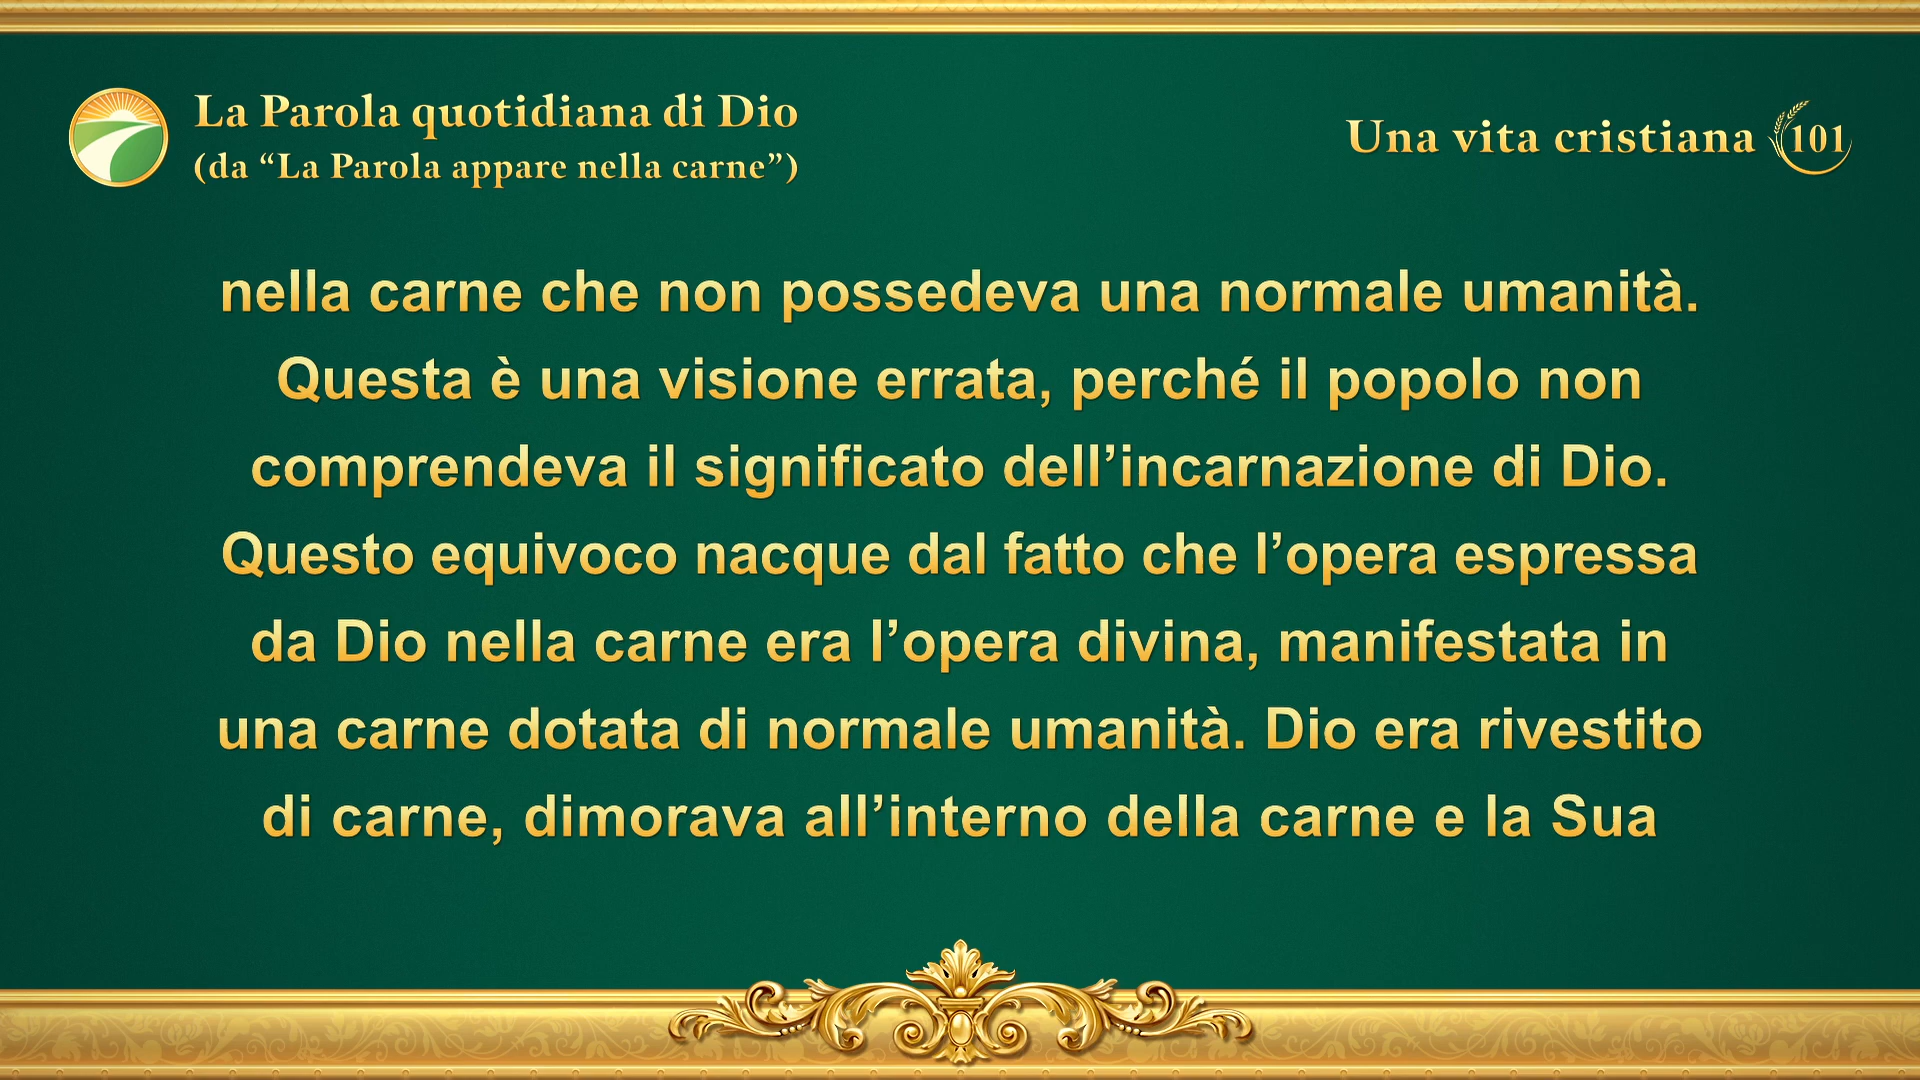 La Parola quotidiana di Dio
(da “La Parola appare nella carne”)
Una vita cristiana 101
nella carne che non possedeva una normale umanità.
Questa è una visione errata, perché il popolo non
comprendeva il significato dell’incarnazione di Dio.
Questo equivoco nacque dal fatto che l’opera espressa
da Dio nella carne era l’opera divina, manifestata in
una carne dotata di normale umanità. Dio era rivestito
di carne, dimorava all’interno della carne e la Sua